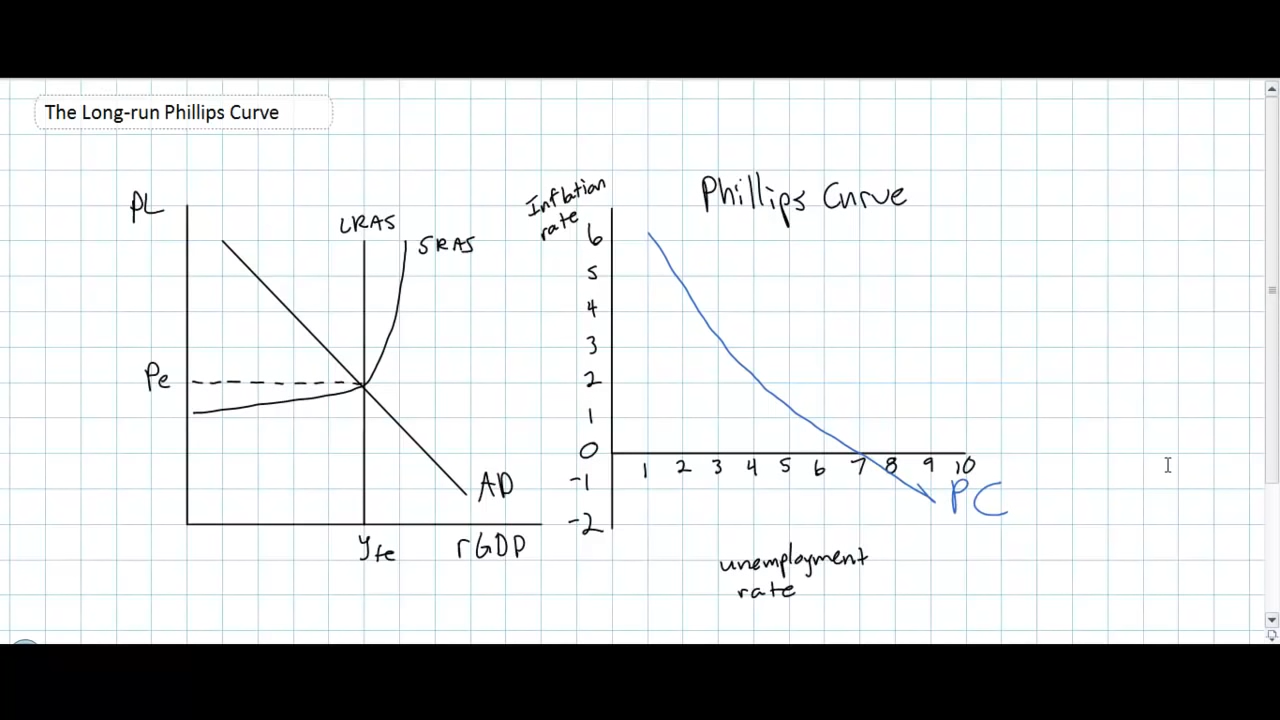 The Long-run Phillips Curve
PL
LRAS
SRAS
Pe
AD
yfe
rGDP
Phillips Curve
Inflation
rate
6
5
4
3
2
1
0
-1
-2
1 2 3 4 5 6 7 8 9 10
PC
unemployment
rate